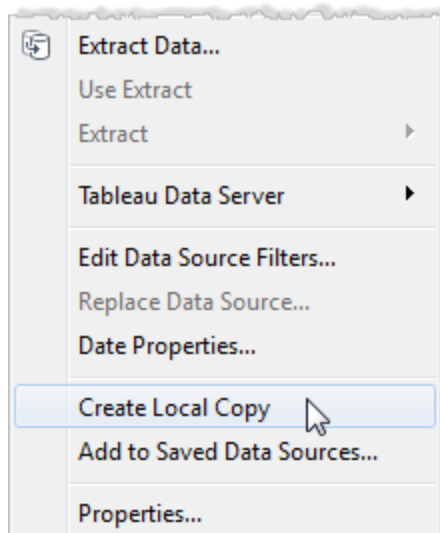 Extract Data...
Use Extract
Extract
Tableau Data Server
Edit Data Source Filters...
Replace Data Source...
Date Properties...
Create Local Copy
Add to Saved Data Sources...
Properties...